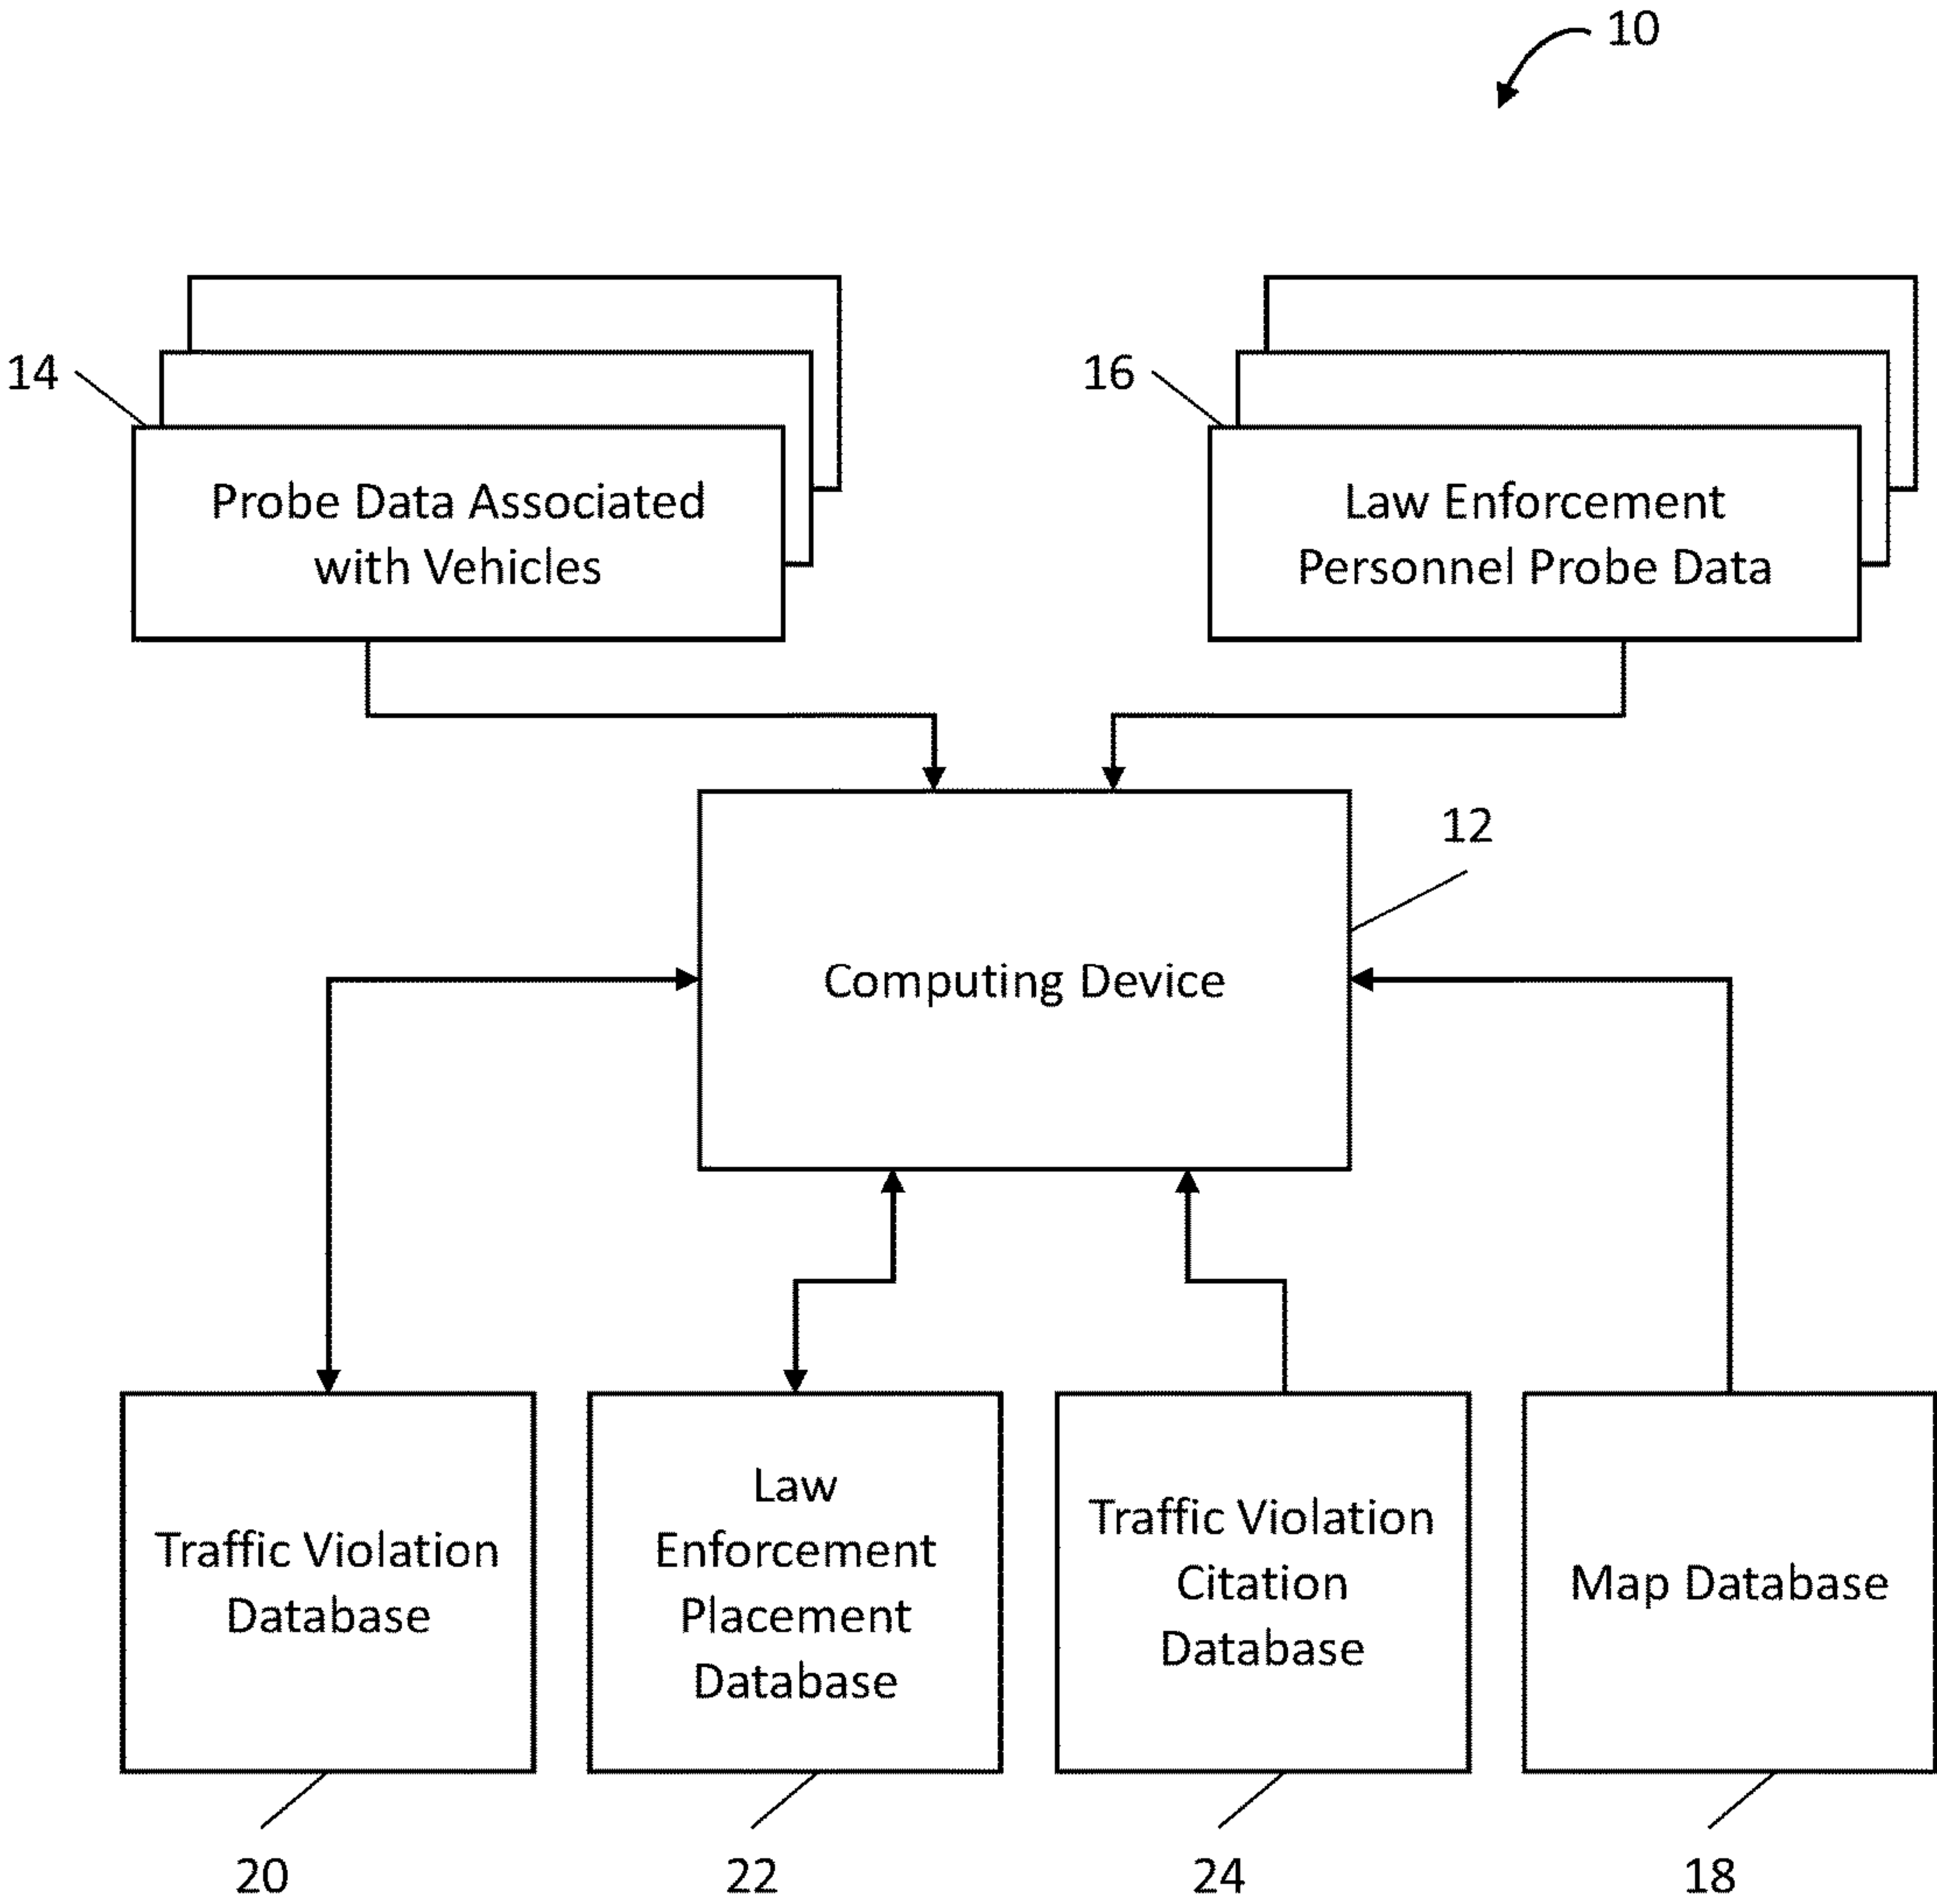 10
14
Probe Data Associated
with Vehicles
16
Law Enforcement
Personnel Probe Data
12
Computing Device
Traffic Violation
Database
Law
Enforcement
Placement
Database
Traffic Violation
Citation
Database
Map Database
20
22
24
18